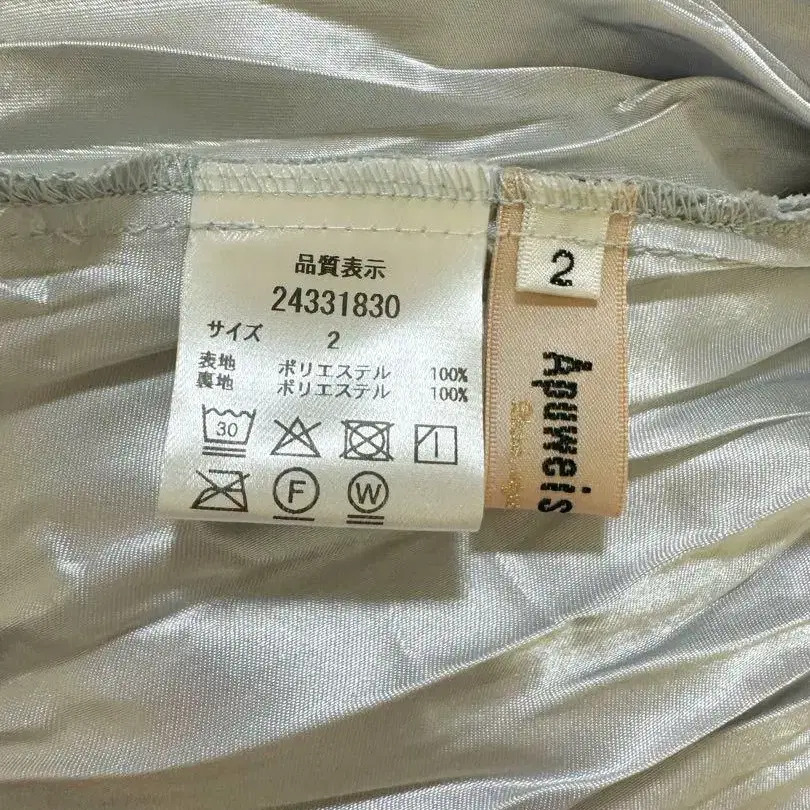 品質表示
24331830
サイズ 2
表地 ポリエステル 100%
裏地 ポリエステル 100%
30
F
W
2
Apuweis